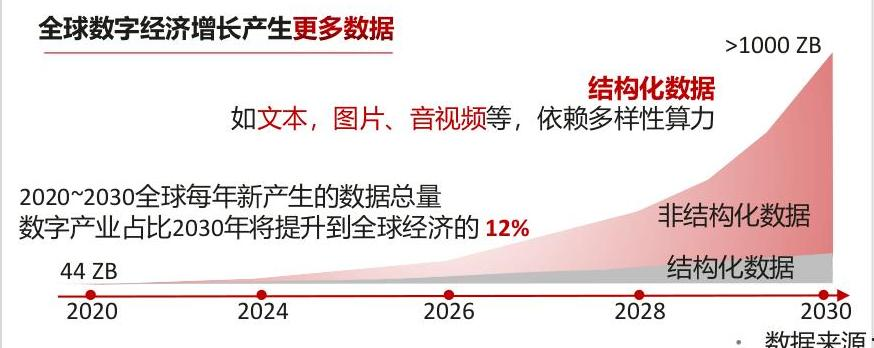 全球数字经济增长产生更多数据
>1000 ZB
结构化数据
如文本，图片、音视频等，依赖多样性算力
2020~2030全球每年新产生的数据总量
数字产业占比2030年将提升到全球经济的 12%
非结构化数据
44 ZB
结构化数据
2020 2024 2026 2028 2030
• 数据来源：